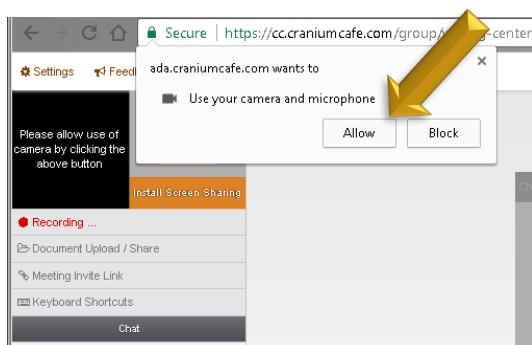 Secure https://cc.craniumcafe.com/group/
-center
Settings
ada.craniumcafe.com wants to
Use your camera and microphone
Allow Block
Please allow use of
camera by clicking the
above button
Install Screen Sharing
Recording ...
Document Upload / Share
Meeting Invite Link
Keyboard Shortcuts
Chat